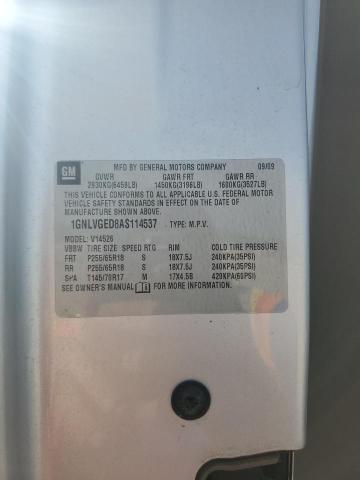 GM
MFD BY GENERAL MOTORS COMPANY 09/09
GVWR GAWR FRT GAWR RR
2930KG(6459LB) 1450KG(3196LB) 1600KG(3527LB)
THIS VEHICLE CONFORMS TO ALL APPLICABLE U.S. FEDERAL MOTOR
VEHICLE SAFETY AND THEFT PREVENTION STANDARDS IN EFFECT ON
THE DATE OF MANUFACTURE SHOWN ABOVE.
1GNLVGED8AS114537 TYPE: M.P.V.
MODEL: V14526
VBBW TIRE SIZE SPEED RTG RIM COLD TIRE PRESSURE
FRT P255/65R18 S 18X7.5J 240KPA(35PSI)
RR P255/65R18 S 18X7.5J 240KPA(35PSI)
SPA T145/70R17 M 17X4.5B 420KPA(60PSI)
SEE OWNER'S MANUAL FOR MORE INFORMATION.